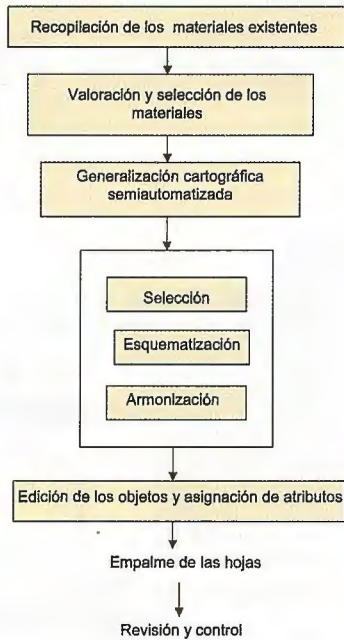 Recopilación de los materiales existentes
Valoración y selección de los
materiales
Generalización cartográfica
semiautomatizada
Selección
Esquematización
Armonización
Edición de los objetos y asignación de atributos
Empalme de las hojas
Revisión y control